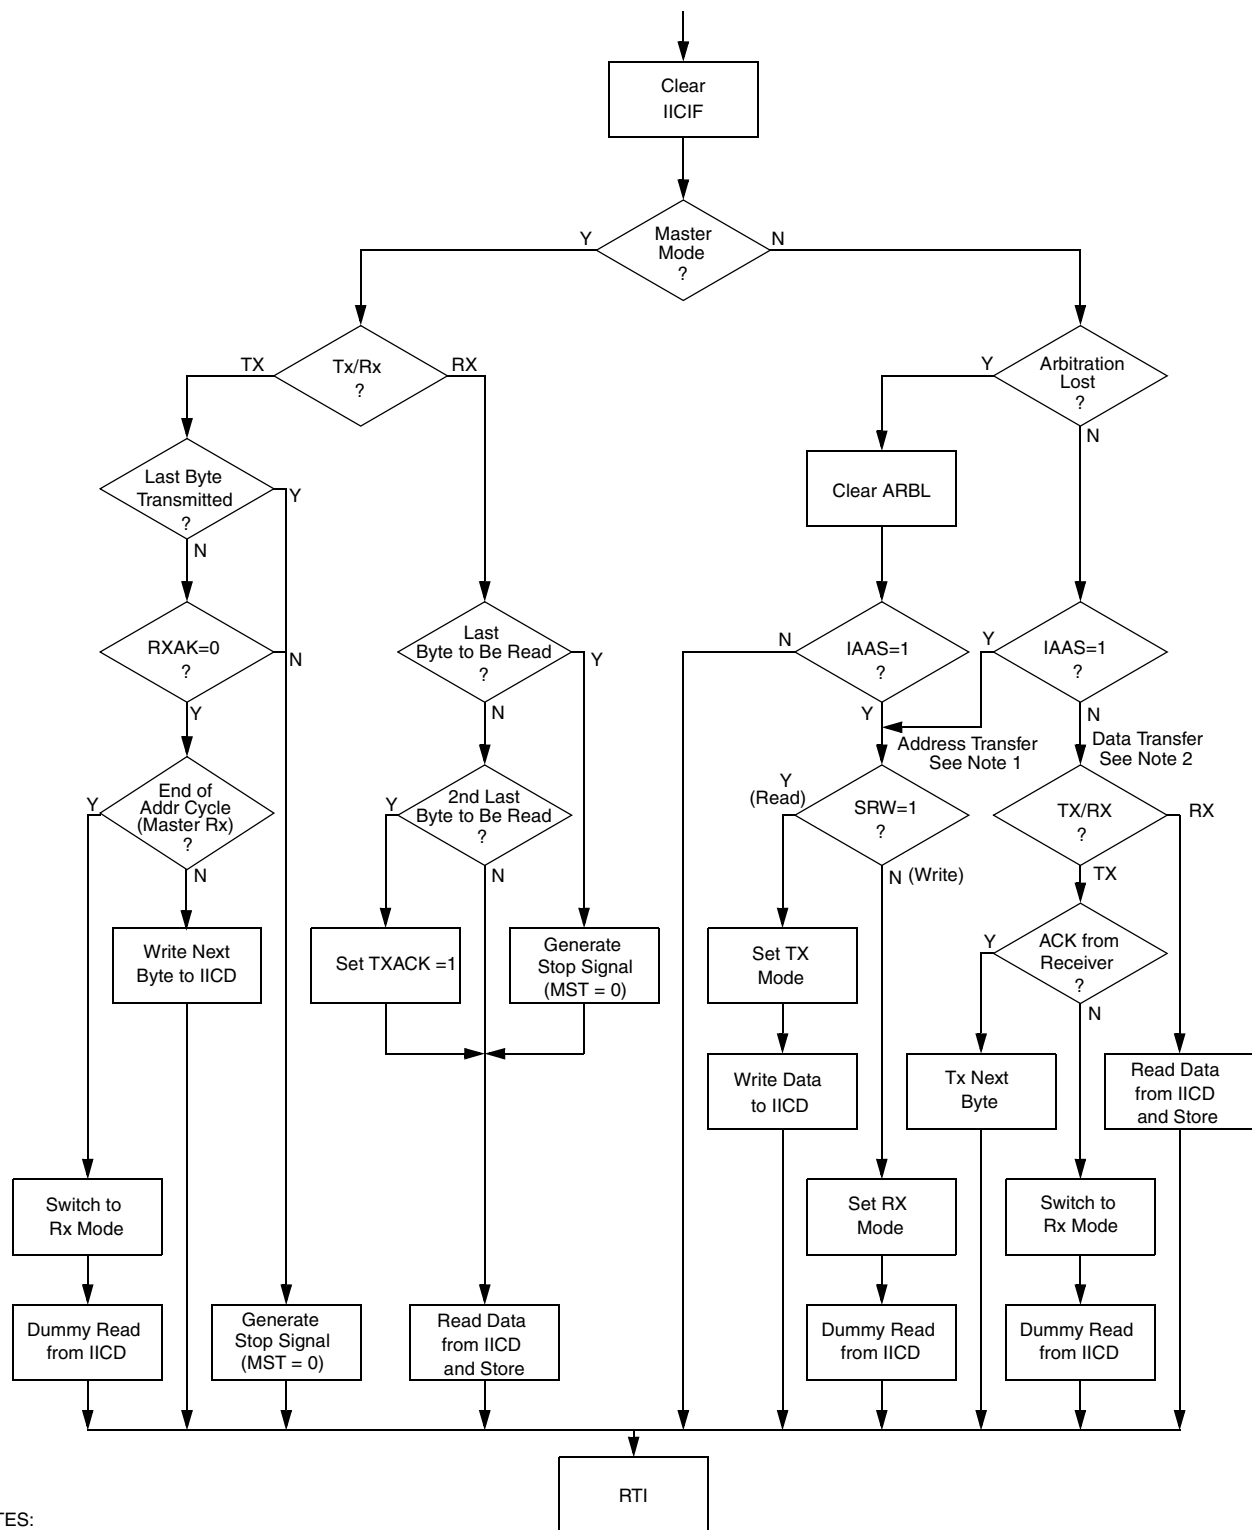 Clear
IICIF
Master
Mode
?
Y
N
Tx/Rx
?
TX
RX
Arbitration
Lost
?
Y
N
Last Byte
Transmitted
?
Y
N
Clear ARBL
RXAK=0
?
N
Y
Last
Byte to Be Read
?
Y
N
IAAS=1
?
N
Y
IAAS=1
?
Y
N
Address Transfer
See Note 1
Data Transfer
See Note 2
End of
Addr Cycle
(Master Rx)
?
Y
N
2nd Last
Byte to Be Read
?
Y
N
SRW=1
?
Y
(Read)
N (Write)
TX/RX
?
RX
TX
Write Next
Byte to IICD
Set TXACK =1
Generate
Stop Signal
(MST = 0)
Set TX
Mode
ACK from
Receiver
?
Y
N
Write Data
to IICD
Tx Next
Byte
Read Data
from IICD
and Store
Switch to
Rx Mode
Set RX
Mode
Switch to
Rx Mode
Dummy Read
from IICD
Generate
Stop Signal
(MST = 0)
Read Data
from IICD
and Store
Dummy Read
from IICD
Dummy Read
from IICD
RTI
TES: